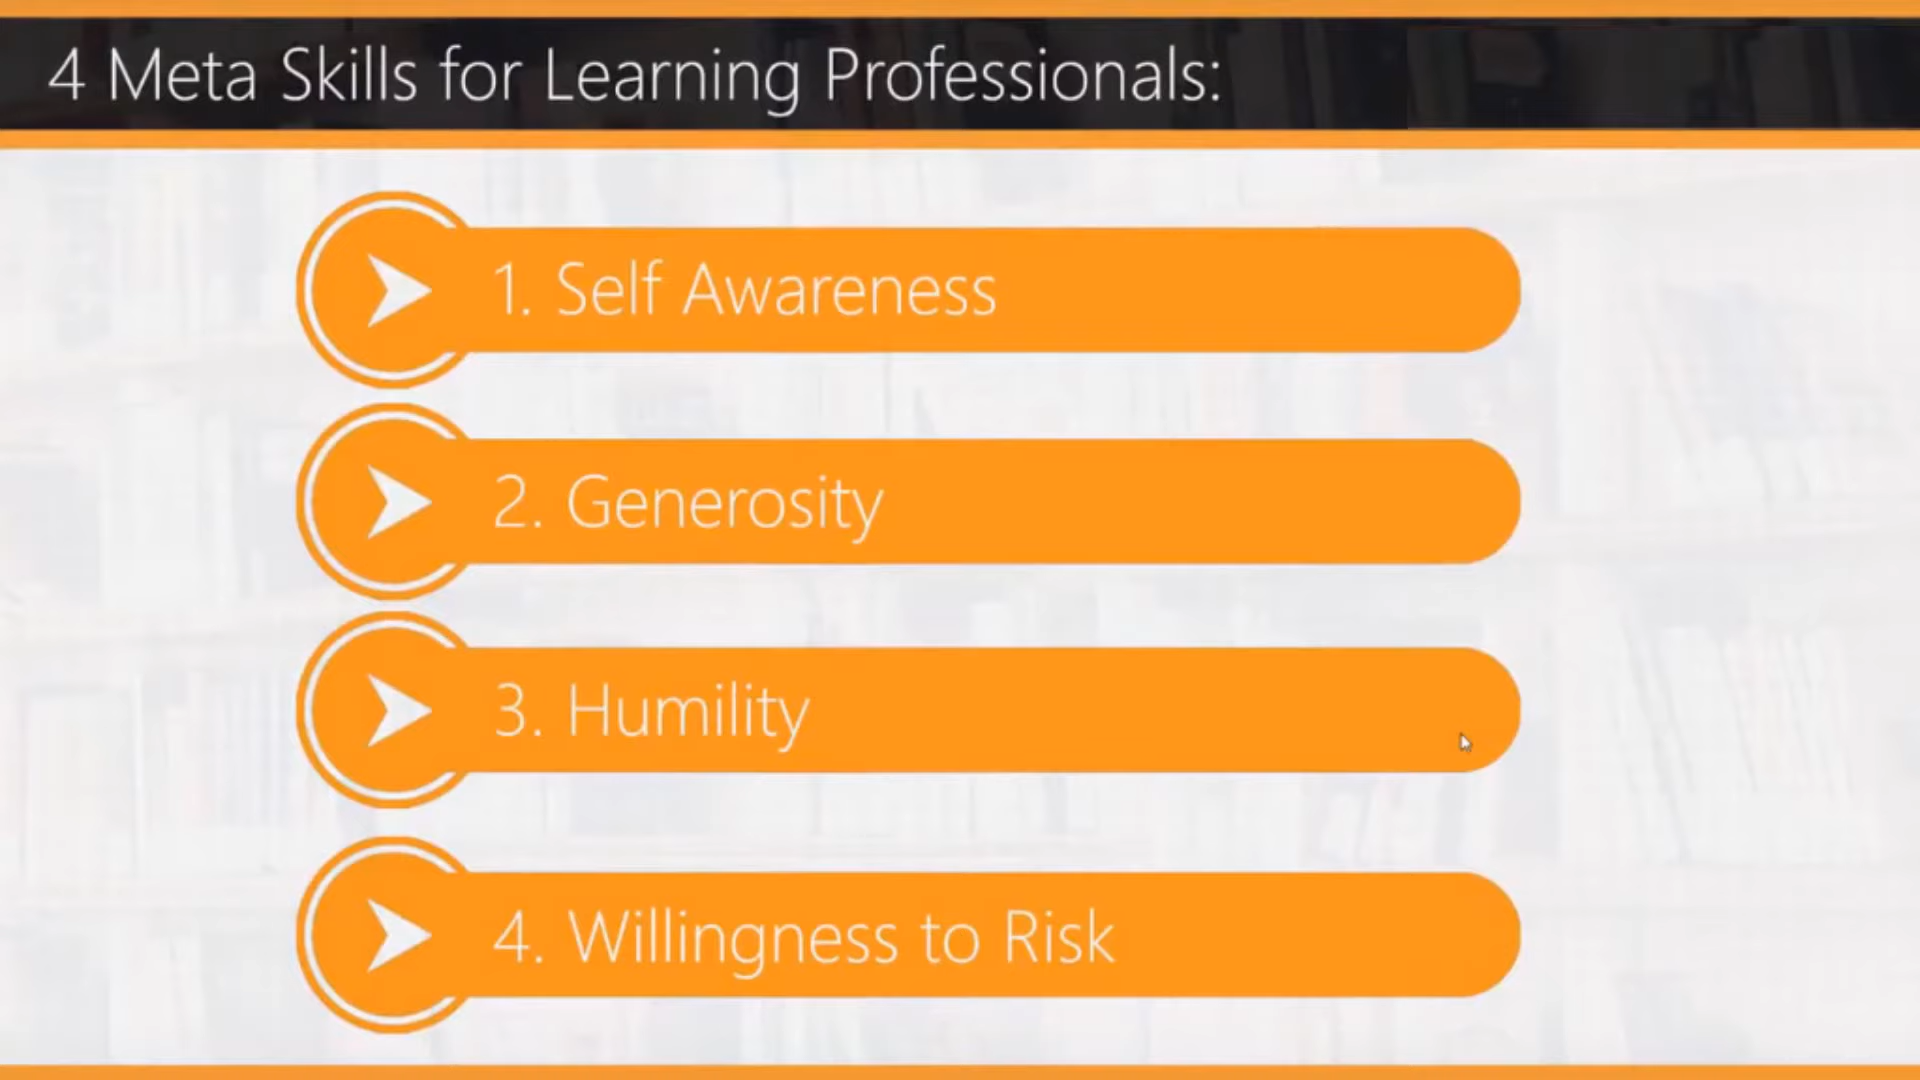 4 Meta Skills for Learning Professionals:
1. Self Awareness
2. Generosity
3. Humility
4. Willingness to Risk